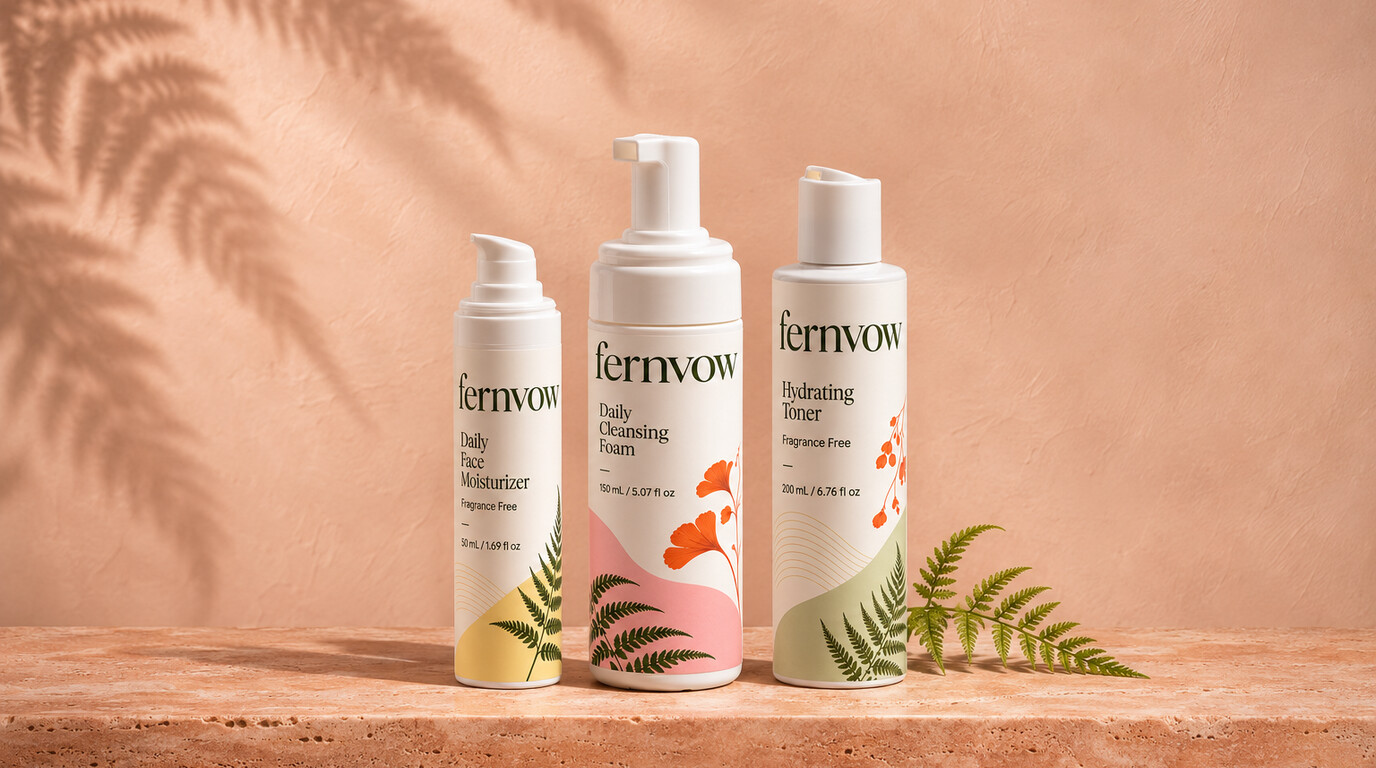 fernvow
Daily
Face
Moisturizer
Fragrance Free
50 mL / 1.69 fl oz
fernvow
Daily
Cleansing
Foam
150 mL / 5.07 fl oz
fernvow
Hydrating
Toner
Fragrance Free
200 mL / 6.76 fl oz